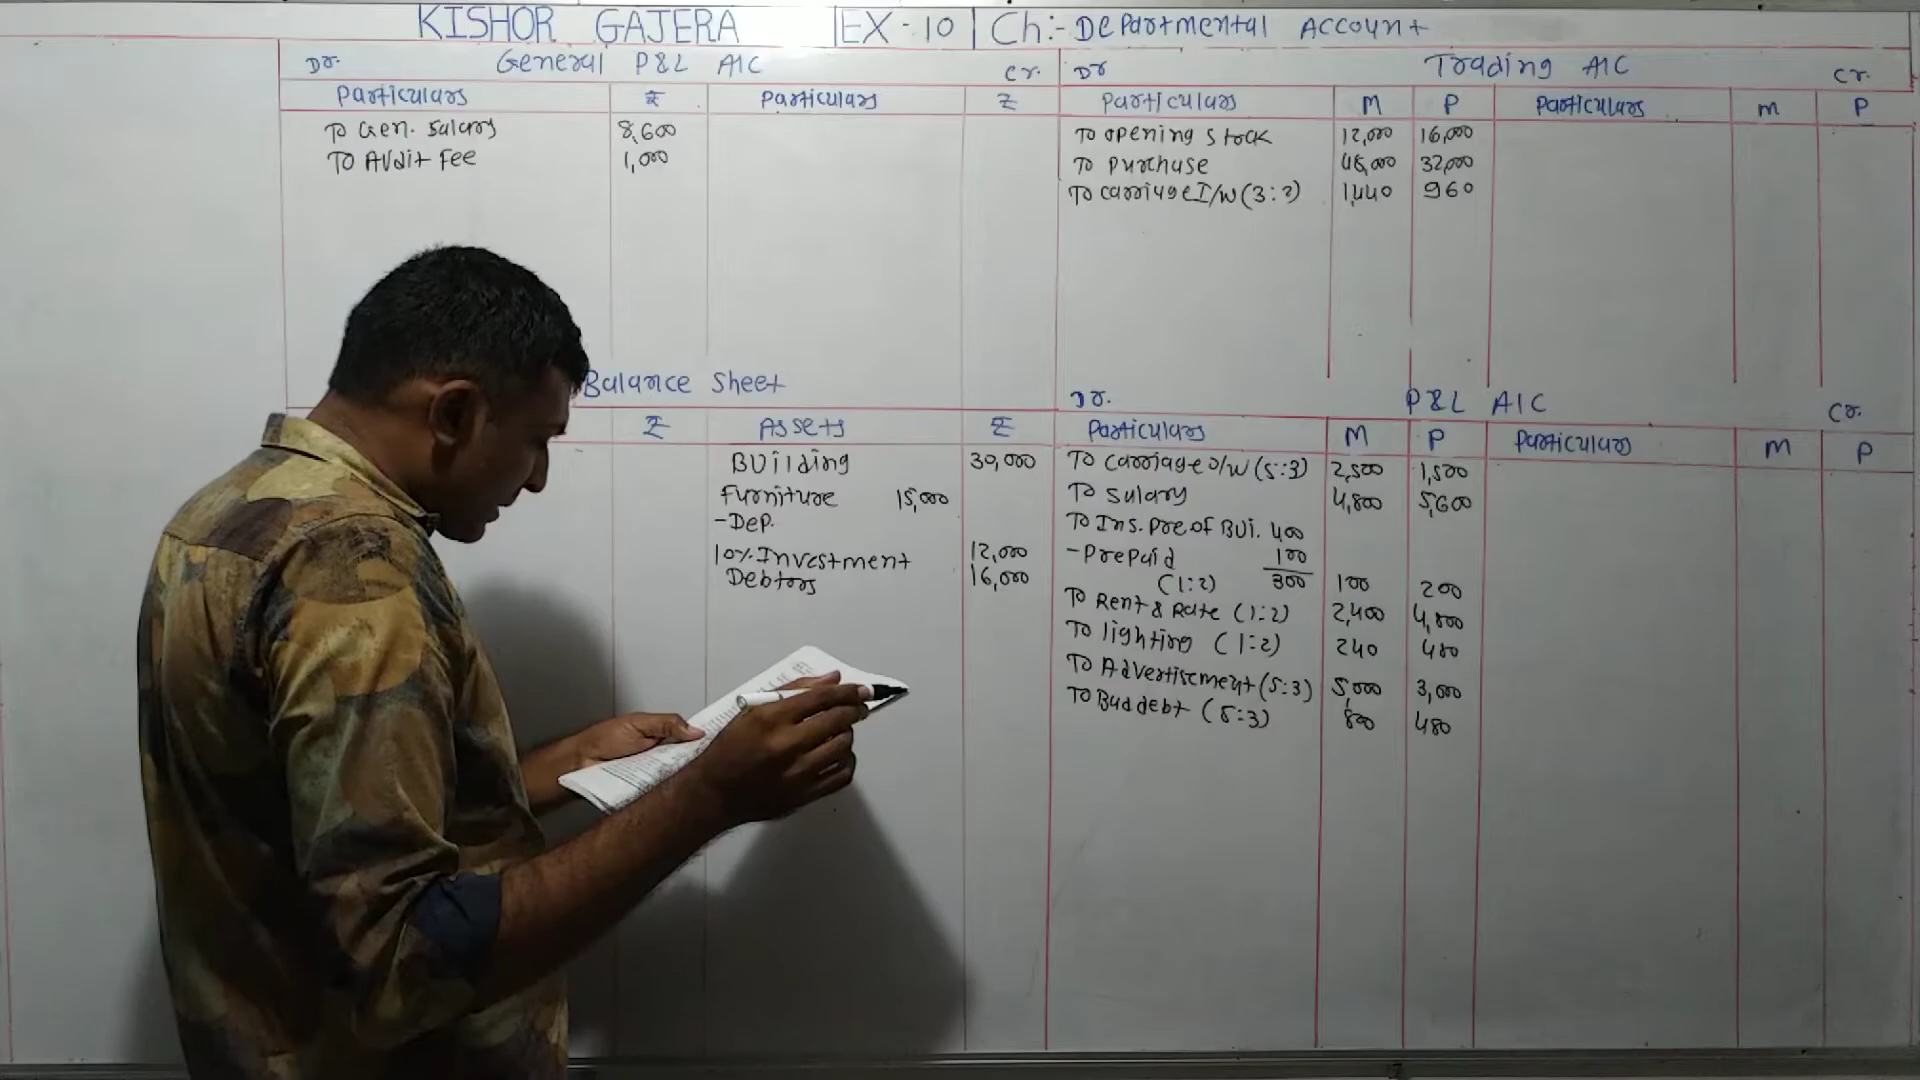 KISHOR GAJERA EX-10 Ch:- Departmental Account
Dr. General P&L A/C Cr.
Particulars ₹ Particulars ₹
To Gen. Salary 8,600
To Audit Fee 1,000
Dr Trading A/C Cr.
Particulars M P Particulars M P
To opening stock 12,000 16,000
To purchase 48,000 32,000
To carriage I/W (3:2) 1,440 960
Balance Sheet
₹ Assets ₹
Building 30,000
Furniture 15,000
-Dep.
10% Investment 12,000
Debtors 16,000
Dr. P&L A/C Cr.
Particulars M P Particulars M P
To carriage O/W (5:3) 2,500 1,500
To salary 4,800 5,600
To Ins. Pre. of Bui. 400
-Prepaid 100
(1:2) 300 100 200
To Rent & Rate (1:2) 2,400 4,800
To lighting (1:2) 240 480
To Advertisement (5:3) 5,000 3,000
To Bad debt (5:3) 800 480